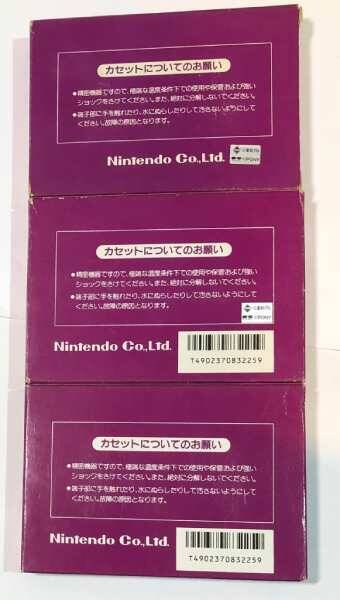 カセットについてのお願い
●精密機器ですので、極端な温度条件下での使用や保管および強い
ショックをさけてください。また、絶対に分解しないでください。
●端子部に手を触れたり、水にぬらしたりして汚さないようにして
ください。故障の原因となります。
Nintendo Co.,Ltd.
カセットについてのお願い
●精密機器ですので、極端な温度条件下での使用や保管および強い
ショックをさけてください。また、絶対に分解しないでください。
●端子部に手を触れたり、水にぬらしたりして汚さないようにして
ください。故障の原因となります。
Nintendo Co.,Ltd.
T4902370832259
カセットについてのお願い
●精密機器ですので、極端な温度条件下での使用や保管および強い
ショックをさけてください。また、絶対に分解しないでください。
●端子部に手を触れたり、水にぬらしたりして汚さないようにして
ください。故障の原因となります。
Nintendo Co.,Ltd.
T4902370832259